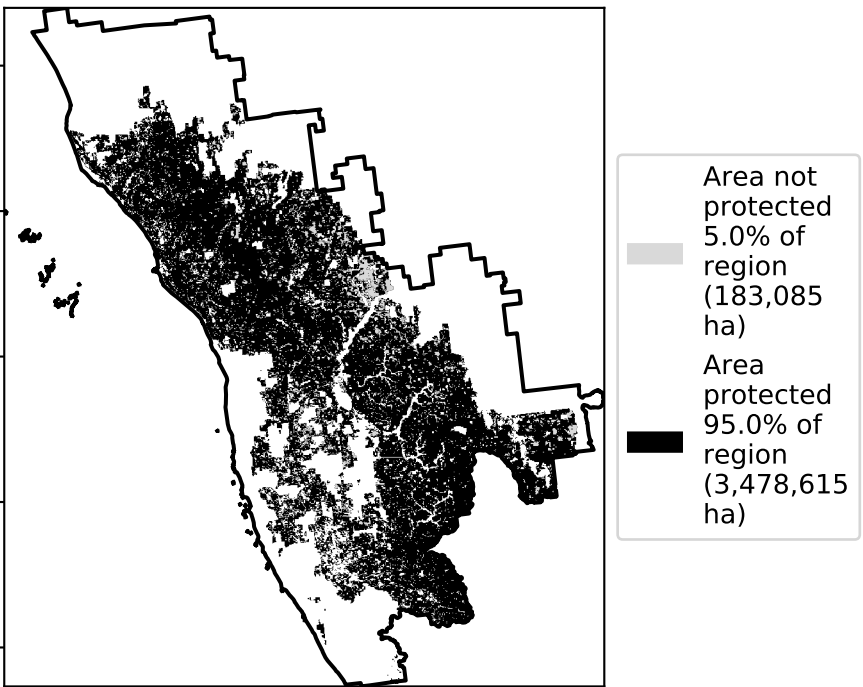 Area not
protected
5.0% of
region
(183,085
ha)
Area
protected
95.0% of
region
(3,478,615
ha)